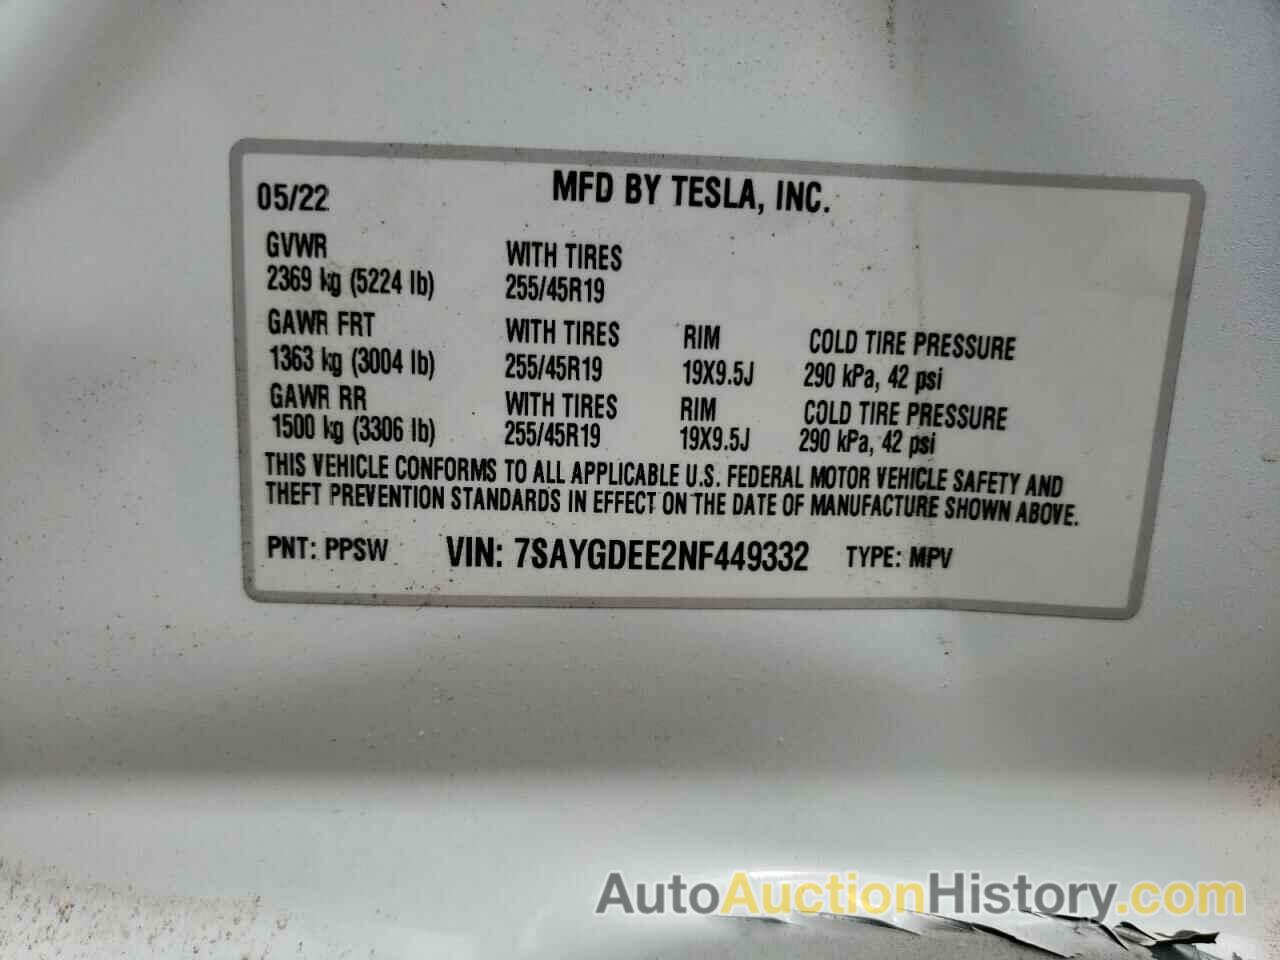 05/22 MFD BY TESLA, INC.
GVWR WITH TIRES
2369 kg (5224 lb) 255/45R19
GAWR FRT WITH TIRES RIM COLD TIRE PRESSURE
1363 kg (3004 lb) 255/45R19 19X9.5J 290 kPa, 42 psi
GAWR RR WITH TIRES RIM COLD TIRE PRESSURE
1500 kg (3306 lb) 255/45R19 19X9.5J 290 kPa, 42 psi
THIS VEHICLE CONFORMS TO ALL APPLICABLE U.S. FEDERAL MOTOR VEHICLE SAFETY AND
THEFT PREVENTION STANDARDS IN EFFECT ON THE DATE OF MANUFACTURE SHOWN ABOVE.
PNT: PPSW VIN: 7SAYGDEE2NF449332 TYPE: MPV
AutoAuctionHistory.com